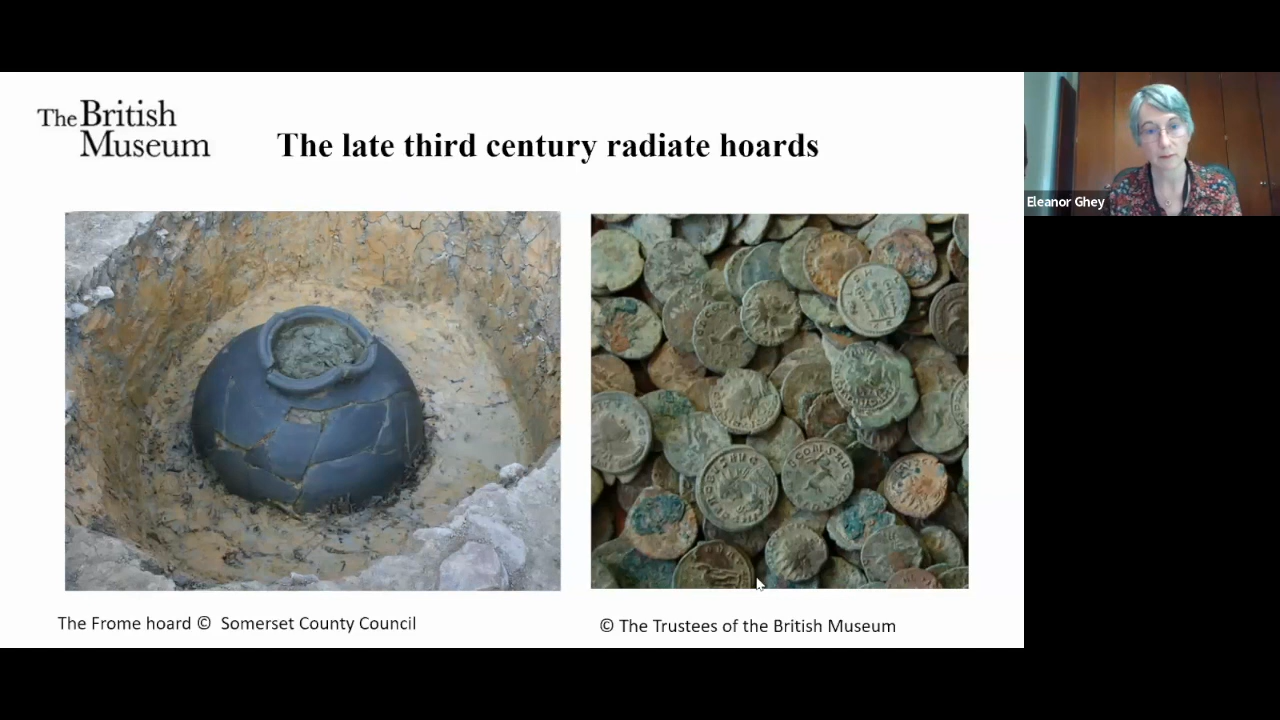 The British
Museum
The late third century radiate hoards
Eleanor Ghey
The Frome hoard © Somerset County Council
© The Trustees of the British Museum